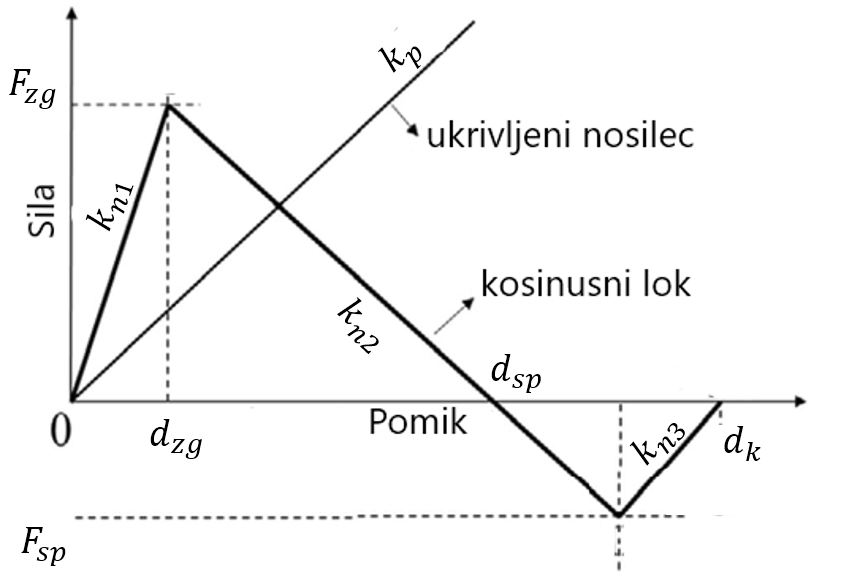 k_p
F_{zg}
ukrivljeni nosilec
Sila
k_{n1}
kosinusni lok
k_{n2}
d_{sp}
0
d_{zg}
Pomik
k_{n3}
d_k
F_{sp}